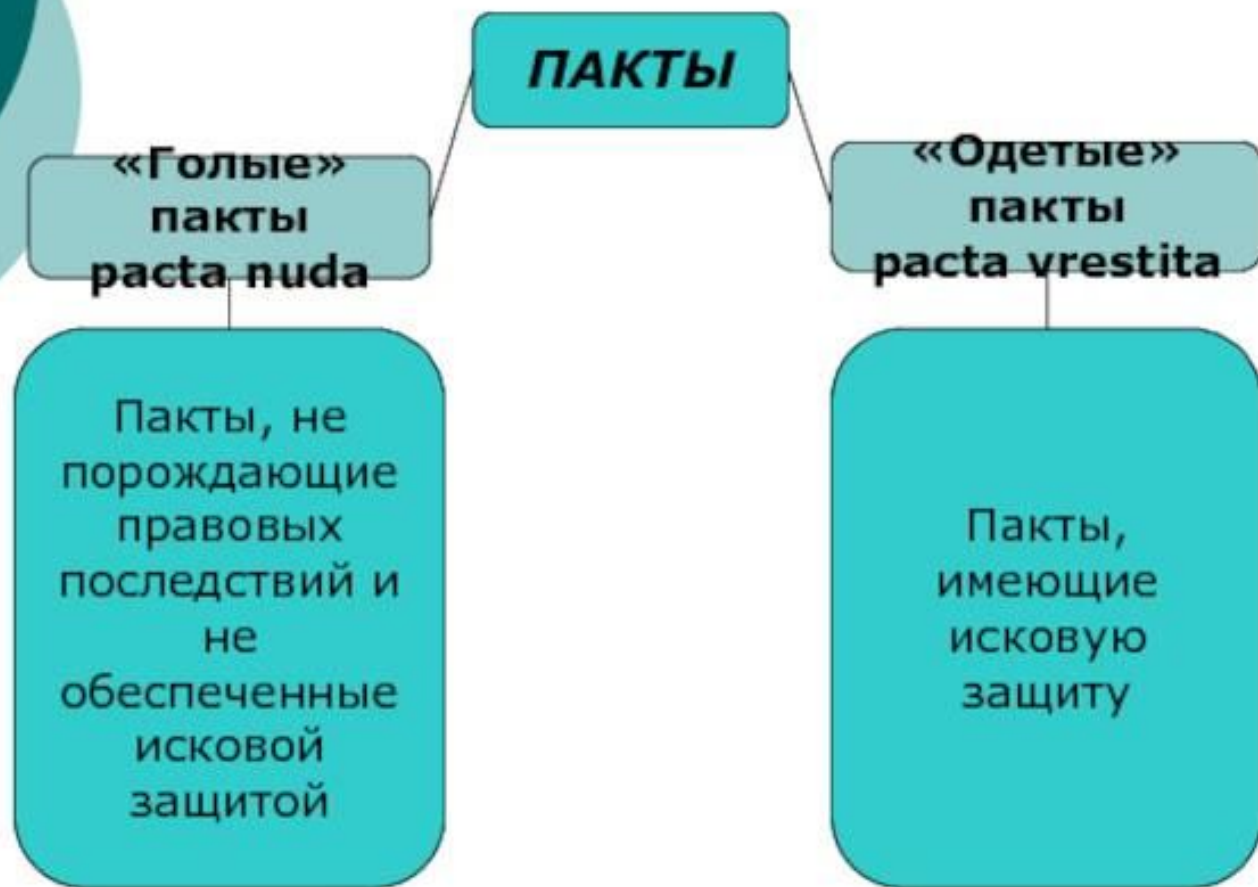 ПАКТЫ
«Голые»
пакты
pacta nuda
«Одетые»
пакты
pacta vrestita
Пакты, не
порождающие
правовых
последствий и
не
обеспеченные
исковой
защитой
Пакты,
имеющие
исковую
защиту